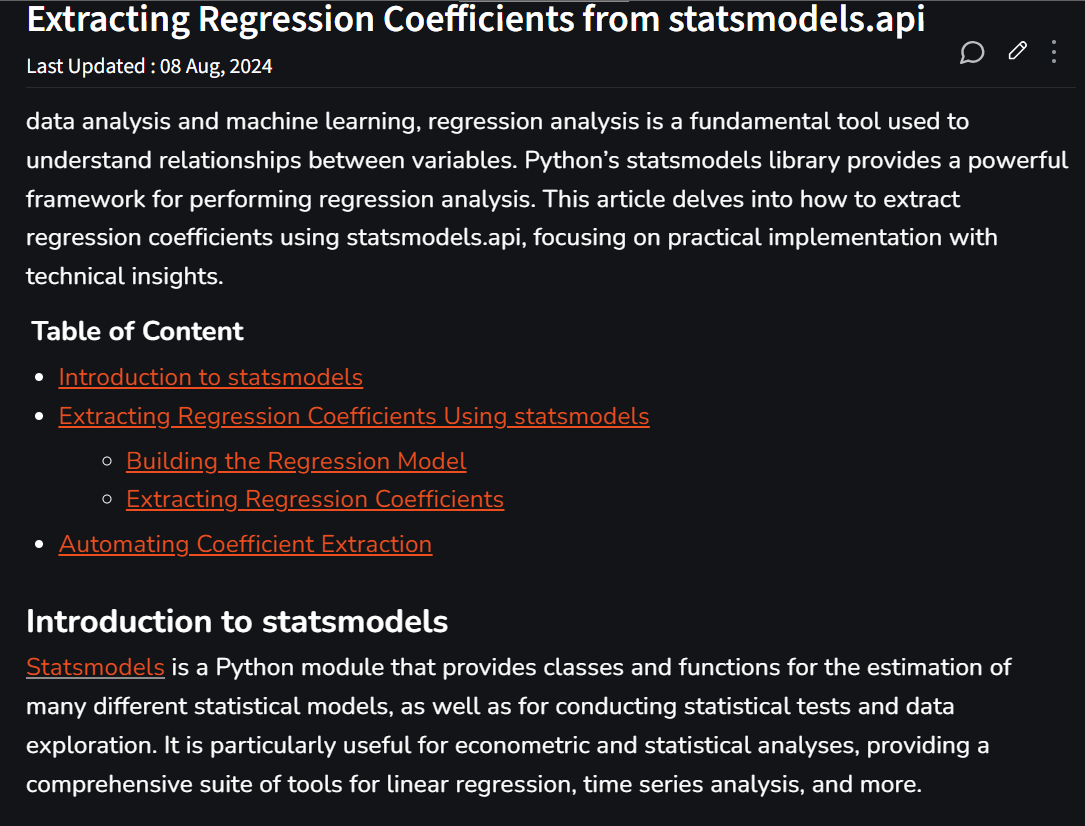 Extracting Regression Coefficients from statsmodels.api
Last Updated : 08 Aug, 2024
data analysis and machine learning, regression analysis is a fundamental tool used to
understand relationships between variables. Python’s statsmodels library provides a powerful
framework for performing regression analysis. This article delves into how to extract
regression coefficients using statsmodels.api, focusing on practical implementation with
technical insights.
Table of Content
Introduction to statsmodels
Extracting Regression Coefficients Using statsmodels
Building the Regression Model
Extracting Regression Coefficients
Automating Coefficient Extraction
Introduction to statsmodels
Statsmodels is a Python module that provides classes and functions for the estimation of
many different statistical models, as well as for conducting statistical tests and data
exploration. It is particularly useful for econometric and statistical analyses, providing a
comprehensive suite of tools for linear regression, time series analysis, and more.